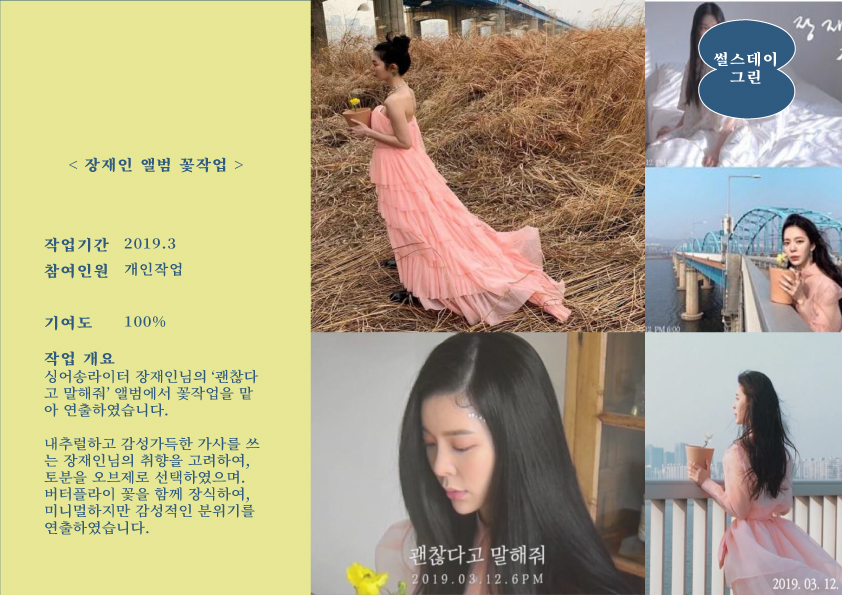 < 장재인 앨범 꽃작업 >
작업기간 2019.3
참여인원 개인작업
기여도 100%
작업 개요
싱어송라이터 장재인님의 ‘괜찮다
고 말해줘’ 앨범에서 꽃작업을 맡
아 연출하였습니다.
내추럴하고 감성가득한 가사를 쓰
는 장재인님의 취향을 고려하여,
토분을 오브제로 선택하였으며.
버터플라이 꽃을 함께 장식하여,
미니멀하지만 감성적인 분위기를
연출하였습니다.
괜찮다고 말해줘
2019.03.12.6PM
장 재
썰스데이
그린
12. PM
12. PM 6:00
2019. 03. 12.